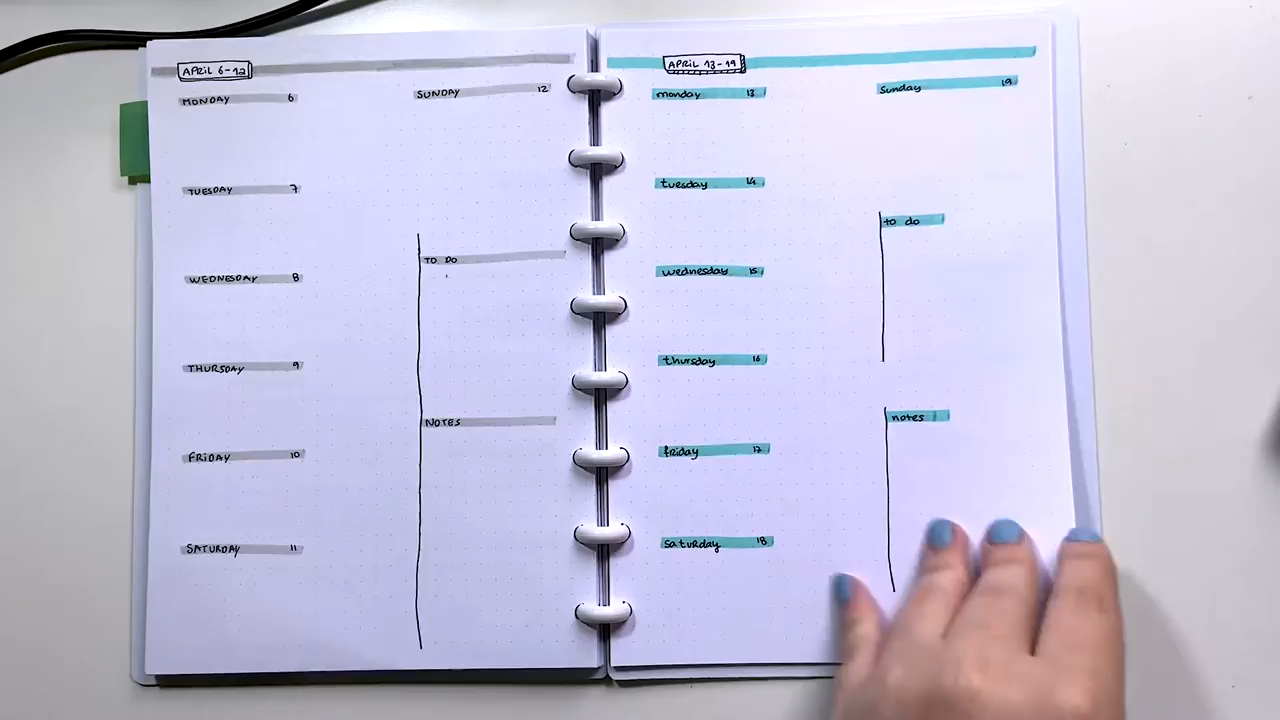 APRIL 6-12
MONDAY 6
TUESDAY 7
WEDNESDAY 8
THURSDAY 9
FRIDAY 10
SATURDAY 11
SUNDAY 12
TO DO
NOTES
APRIL 13-19
monday 13
tuesday 14
wednesday 15
thursday 16
friday 17
saturday 18
Sunday 19
to do
notes